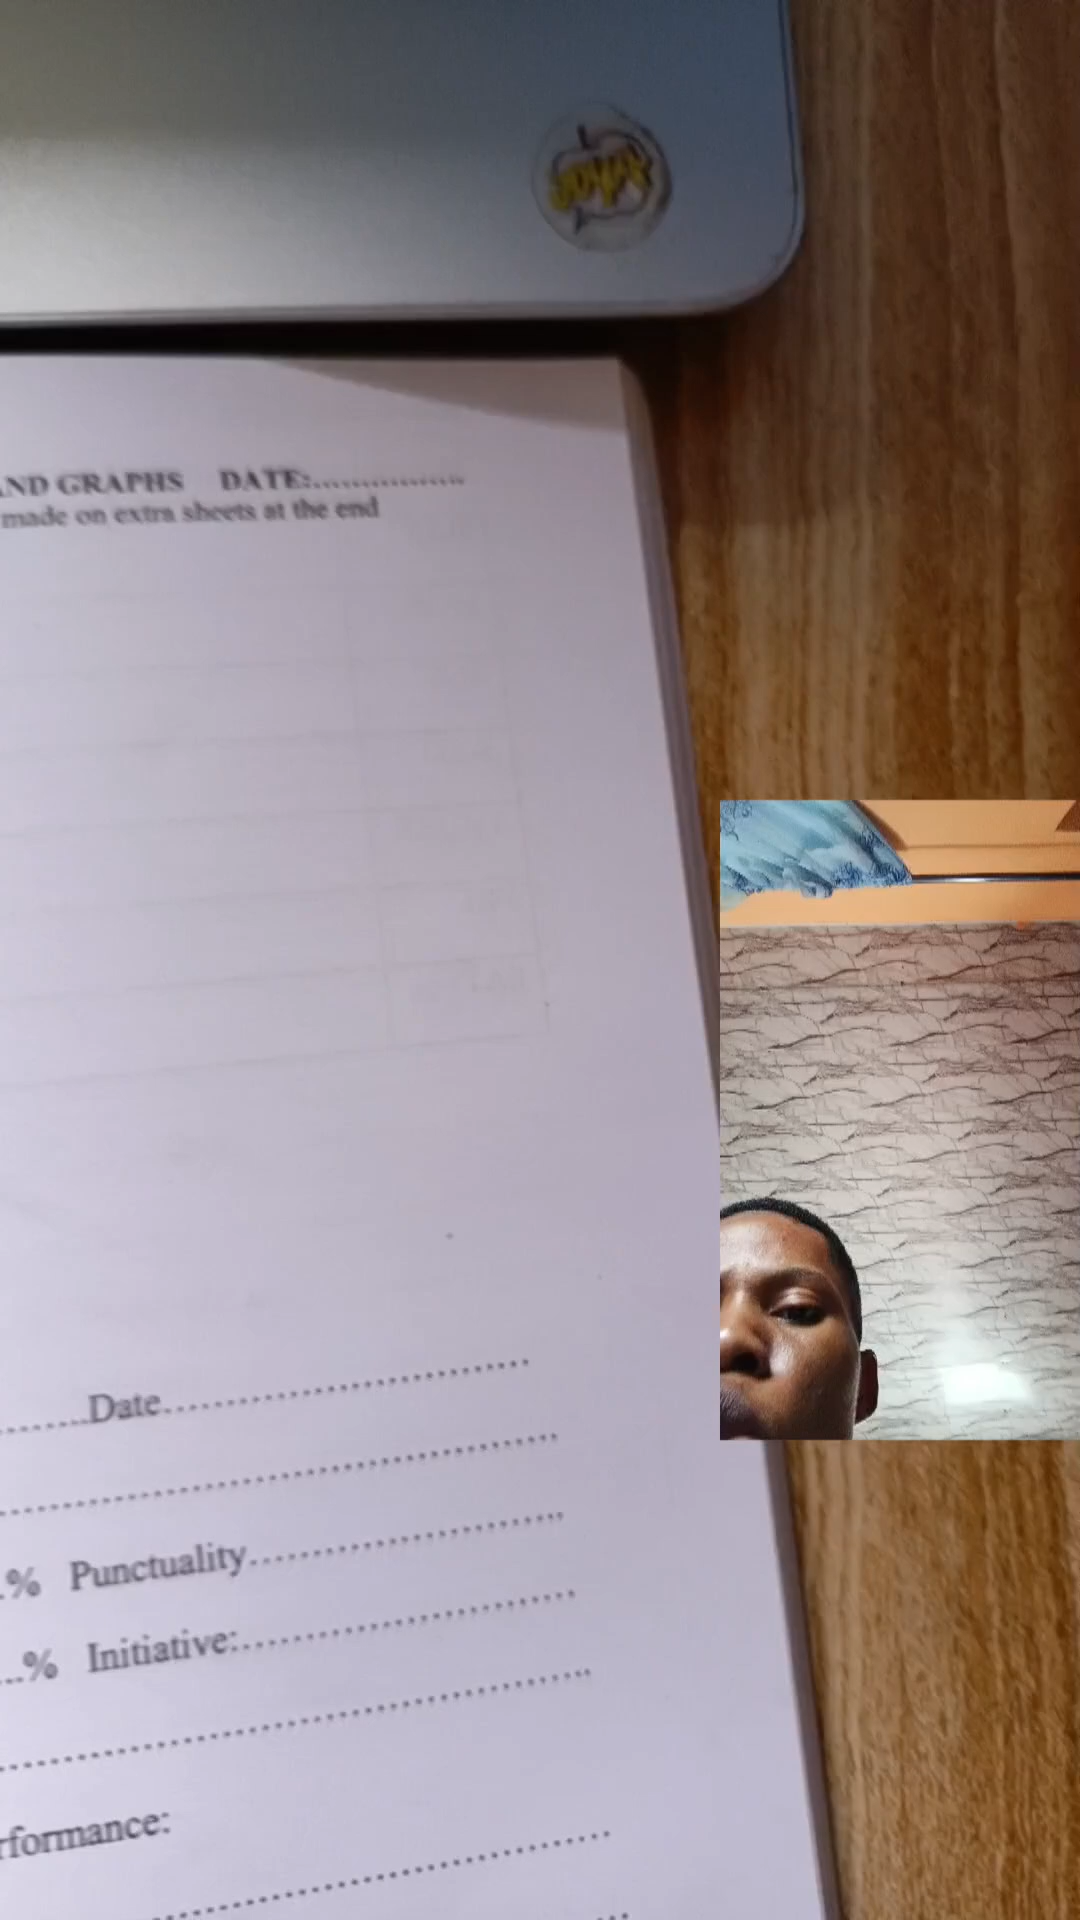 AND GRAPHS DATE:.................
made on extra sheets at the end
........Date..............................
............................................
.% Punctuality.........................
...% Initiative:..........................
............................................
rformance:
............................................